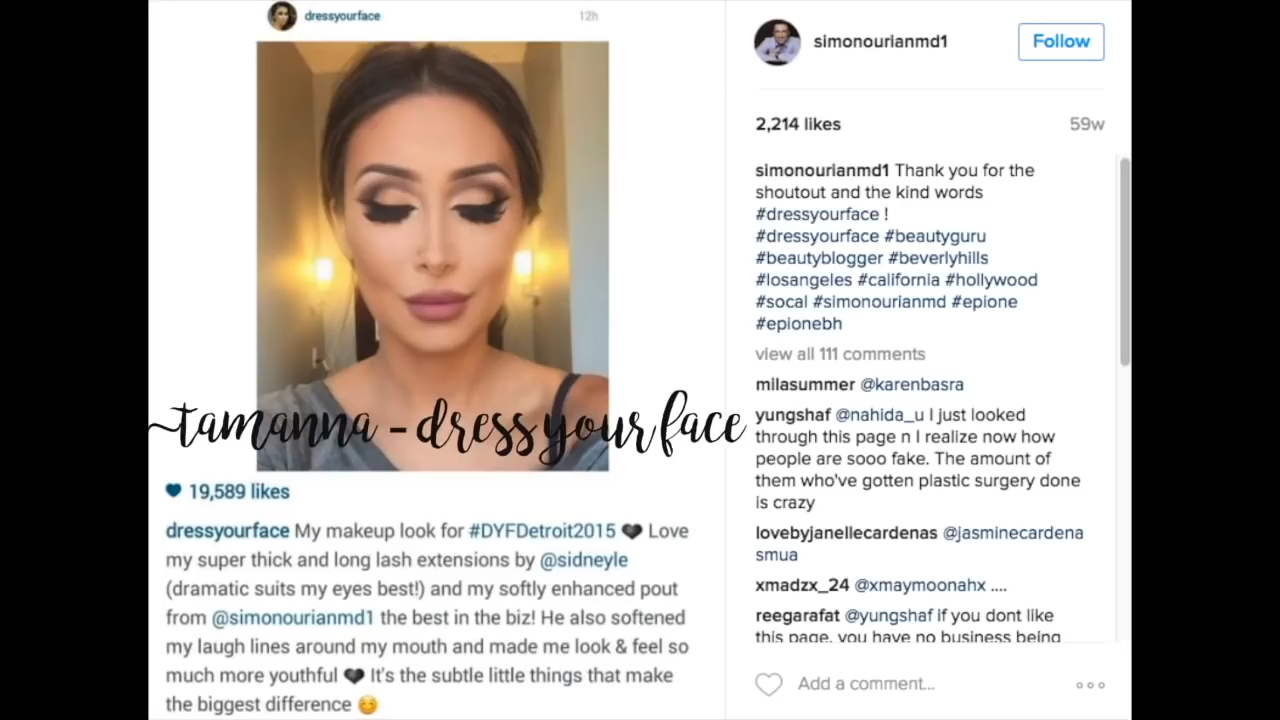 dressyourface 12h
~tamanna - dress your face
19,589 likes
dressyourface My makeup look for #DYFDetroit2015 🖤 Love
my super thick and long lash extensions by @sidneyle
(dramatic suits my eyes best!) and my softly enhanced pout
from @simonourianmd1 the best in the biz! He also softened
my laugh lines around my mouth and made me look & feel so
much more youthful 🖤 It's the subtle little things that make
the biggest difference 😊
simonourianmd1 Follow
2,214 likes 59w
simonourianmd1 Thank you for the
shoutout and the kind words
#dressyourface !
#dressyourface #beautyguru
#beautyblogger #beverlyhills
#losangeles #california #hollywood
#socal #simonourianmd #epione
#epionebh
view all 111 comments
milasummer @karenbasra
yungshaf @nahida_u I just looked
through this page n I realize now how
people are sooo fake. The amount of
them who've gotten plastic surgery done
is crazy
lovebyjanellecardenas @jasminecardena
smua
xmadzx_24 @xmaymoonahx ....
reegarafat @yungshaf if you dont like
this page, you have no business being
Add a comment...